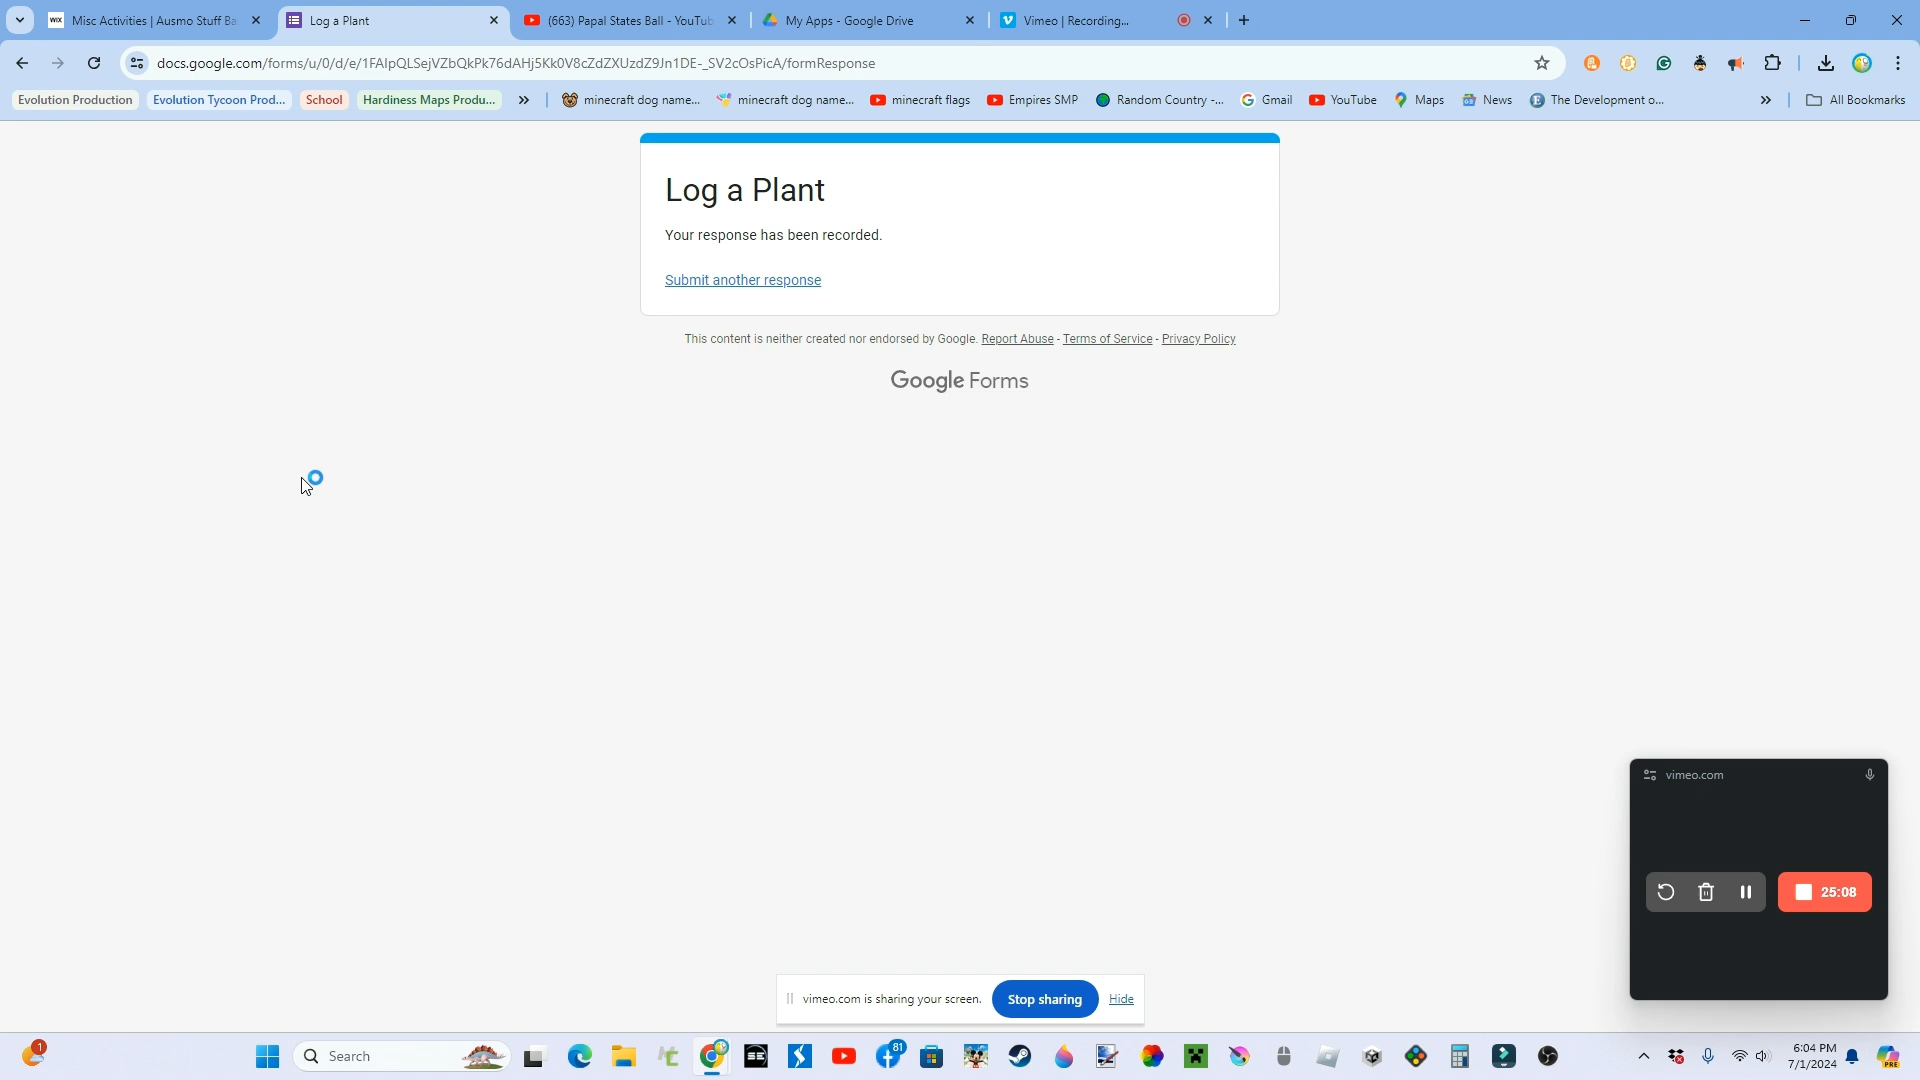 WIX Misc Activities | Ausmo Stuff Ba
Log a Plant
(663) Papal States Ball - YouTub
My Apps - Google Drive
Vimeo | Recording...
docs.google.com/forms/u/0/d/e/1FAIpQLSejVZbQkPk76dAHj5Kk0V8cZdZXUzdZ9Jn1DE-_SV2cOsPicA/formResponse
Evolution Production
Evolution Tycoon Prod...
School
Hardiness Maps Produ...
minecraft dog name...
minecraft dog name...
minecraft flags
Empires SMP
Random Country -...
Gmail
YouTube
Maps
News
The Development o...
All Bookmarks
Log a Plant
Your response has been recorded.
Submit another response
This content is neither created nor endorsed by Google. Report Abuse - Terms of Service - Privacy Policy
Google Forms
vimeo.com
25:08
vimeo.com is sharing your screen.
Stop sharing
Hide
1
Search
81
6:04 PM
7/1/2024
PRE